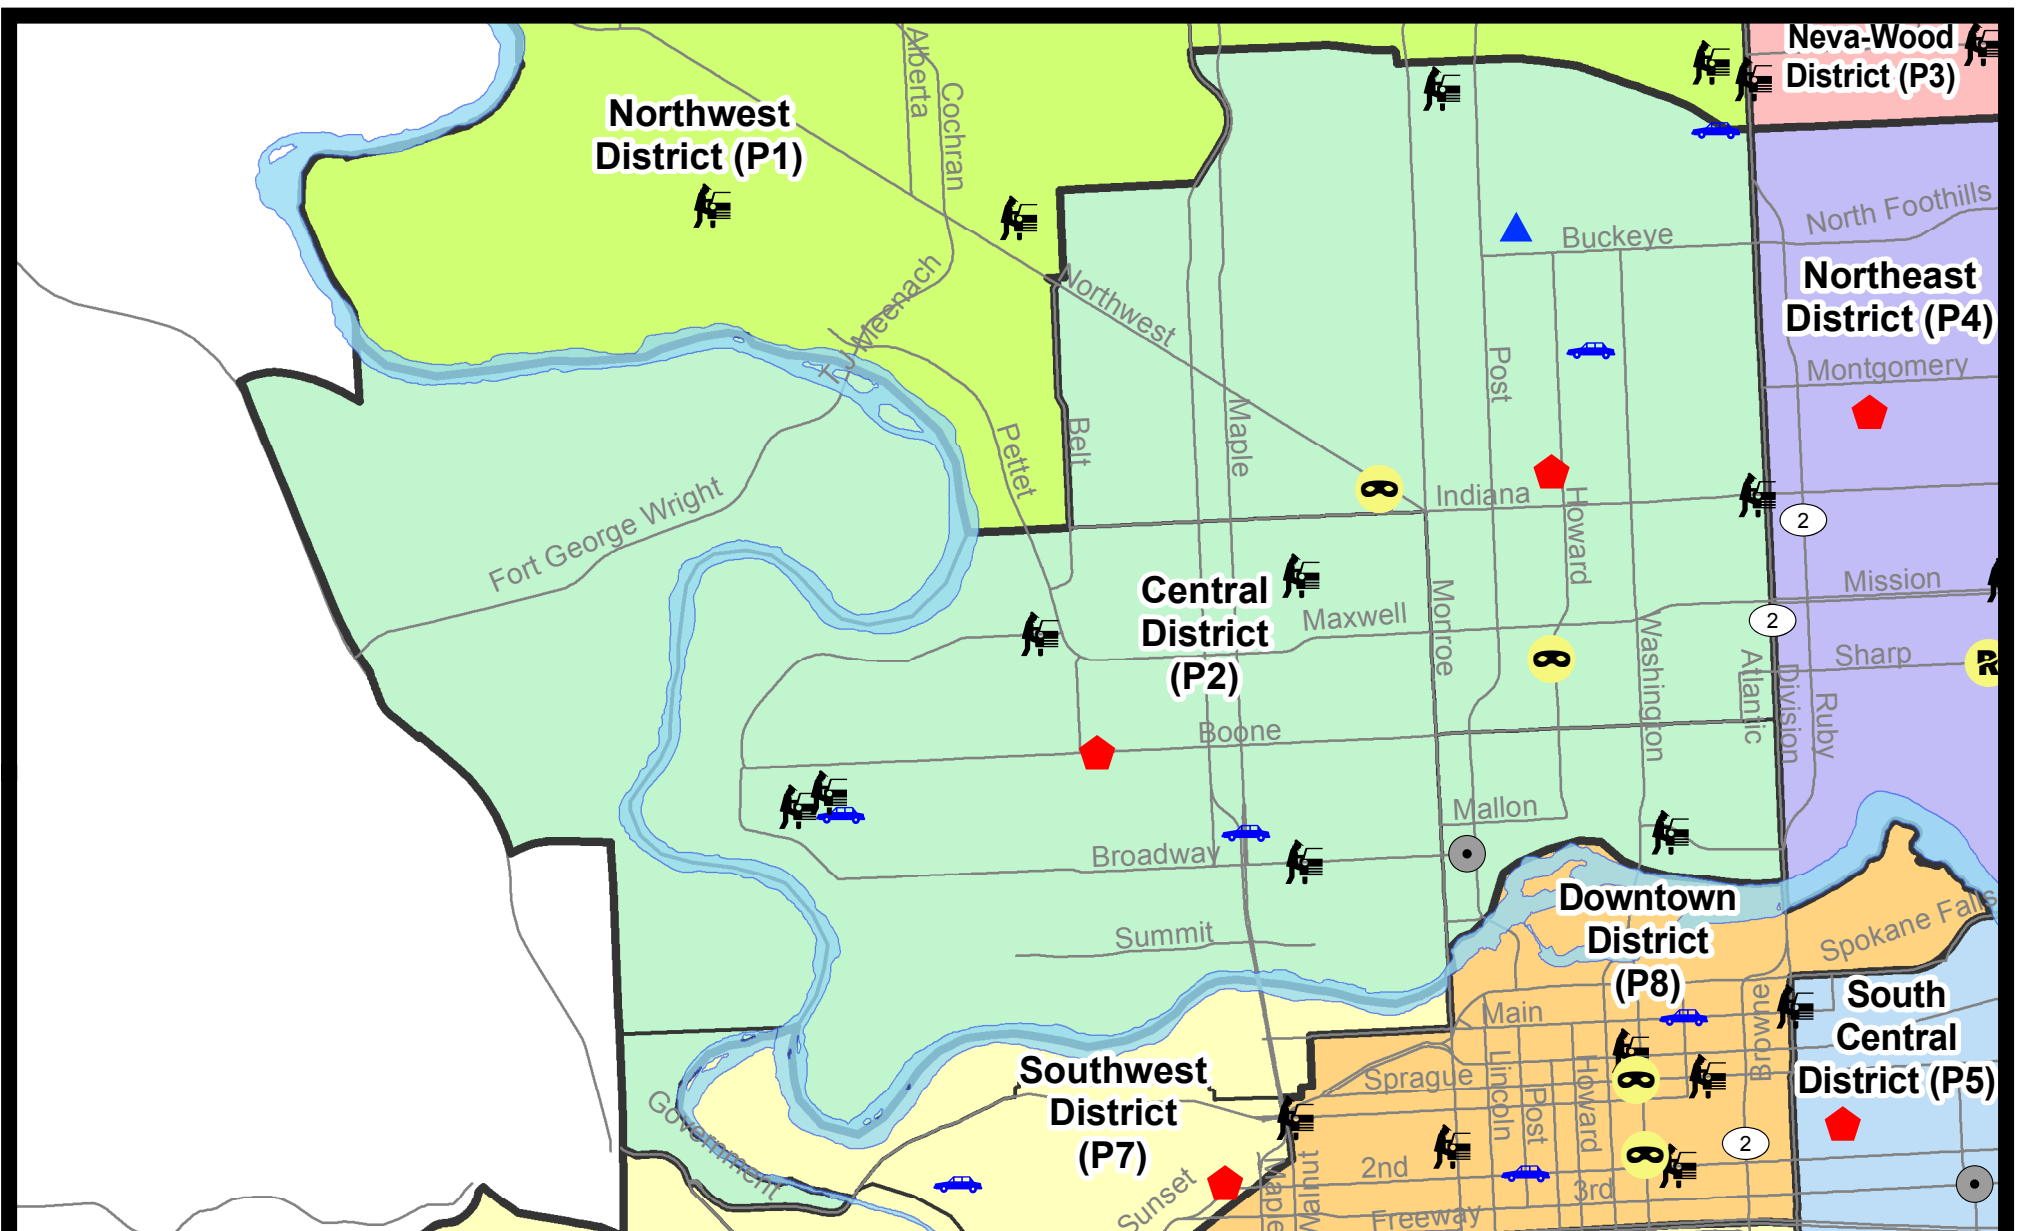 Neva-Wood
District (P3)
Alberta
Cochran
Northwest
District (P1)
North Foothills
Buckeye
Northeast
District (P4)
T J Meenach
Northwest
Montgomery
Post
Maple
Belt
Pettet
Indiana
Howard
Fort George Wright
2
Mission
Central
District
(P2)
Maxwell
Monroe
2
Washington
Sharp
R
Atlantic
Division
Ruby
Boone
Mallon
Broadway
Downtown
District
(P8)
Spokane Falls
Summit
Main
Browne
South
Central
District (P5)
Southwest
District
(P7)
Sprague
Lincoln
Post
Howard
Government
2
2nd
3rd
Sunset
Maple
Walnut
Freeway